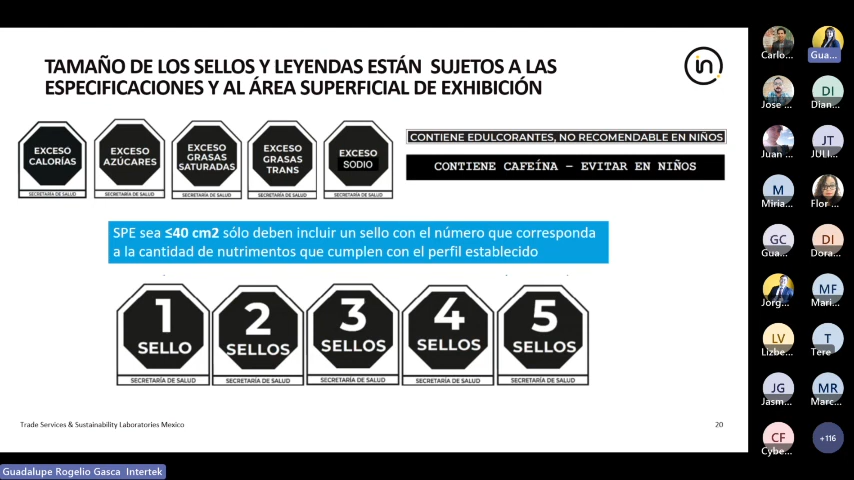 TAMAÑO DE LOS SELLOS Y LEYENDAS ESTÁN SUJETOS A LAS
ESPECIFICACIONES Y AL ÁREA SUPERFICIAL DE EXHIBICIÓN
in
EXCESO
CALORÍAS
SECRETARÍA DE SALUD
EXCESO
AZÚCARES
SECRETARÍA DE SALUD
EXCESO
GRASAS
SATURADAS
SECRETARÍA DE SALUD
EXCESO
GRASAS
TRANS
SECRETARÍA DE SALUD
EXCESO
SODIO
SECRETARÍA DE SALUD
CONTIENE EDULCORANTES, NO RECOMENDABLE EN NIÑOS
CONTIENE CAFEÍNA – EVITAR EN NIÑOS
SPE sea ≤40 cm2 sólo deben incluir un sello con el número que corresponda
a la cantidad de nutrimentos que cumplen con el perfil establecido
1
SELLO
SECRETARÍA DE SALUD
2
SELLOS
SECRETARÍA DE SALUD
3
SELLOS
SECRETARÍA DE SALUD
4
SELLOS
SECRETARÍA DE SALUD
5
SELLOS
SECRETARÍA DE SALUD
Trade Services & Sustainability Laboratories Mexico
20
Carlo...
Gua...
Jose ...
DI
Dian...
Juan ...
JT
JULI...
M
Miria...
Flor ...
GC
Gua...
DI
Dora...
Jorg...
MF
Mari...
LV
Lizbe...
T
Tere
JG
Jasm...
MR
Marc...
CF
Cybe...
+116
Guadalupe Rogelio Gasca Intertek